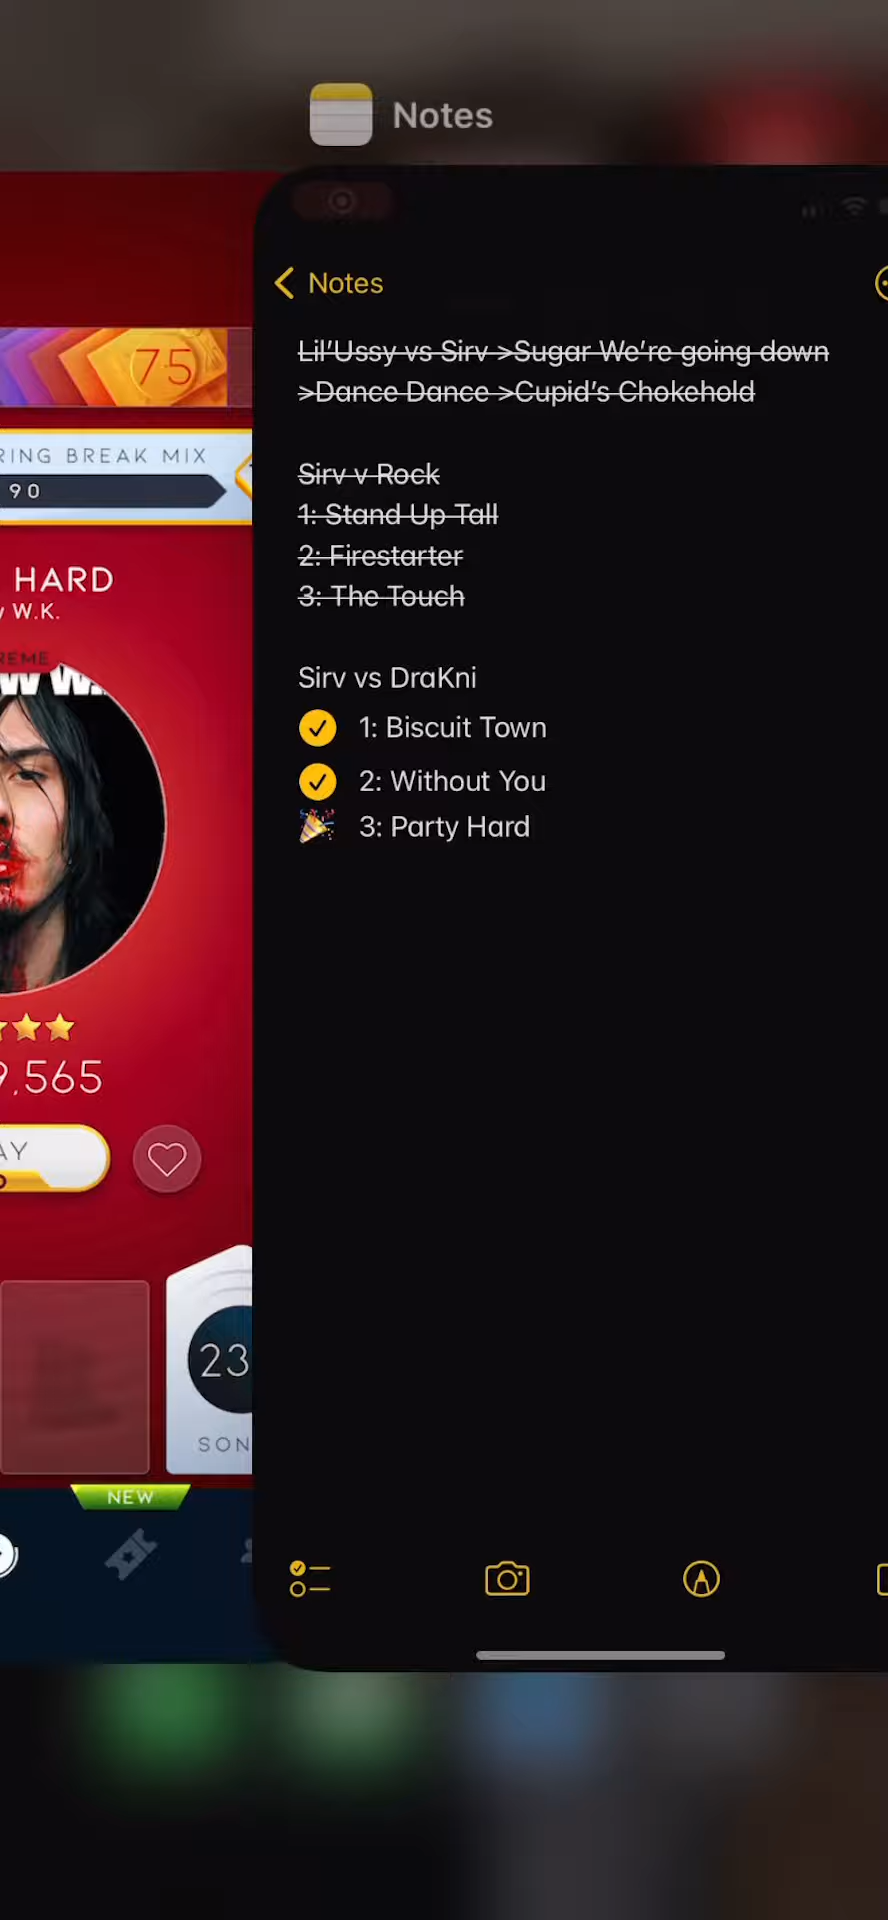 Notes
Notes
Lil'Ussy vs Sirv >Sugar We're going down
>Dance Dance >Cupid's Chokehold
Sirv v Rock
1: Stand Up Tall
2: Firestarter
3: The Touch
Sirv vs DraKni
1: Biscuit Town
2: Without You
3: Party Hard
75
RING BREAK MIX
90
HARD
W.K.
REME
W W.
9,565
AY
23
SON
NEW